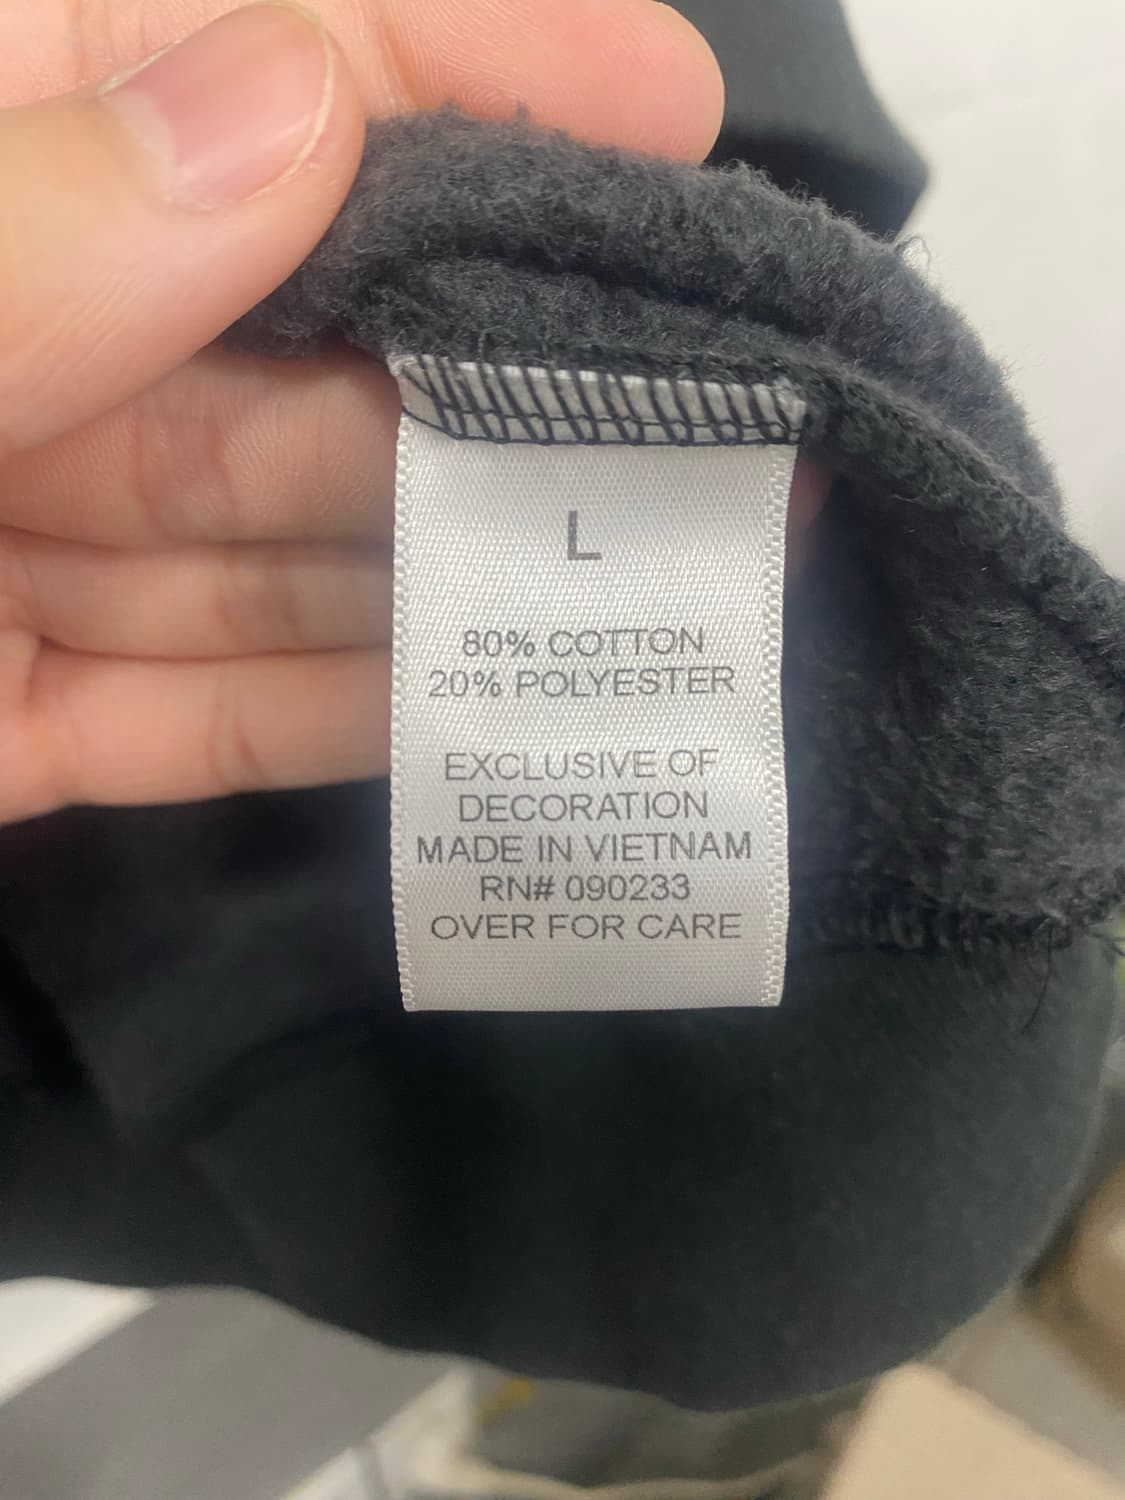 L
80% COTTON
20% POLYESTER
EXCLUSIVE OF
DECORATION
MADE IN VIETNAM
RN# 090233
OVER FOR CARE